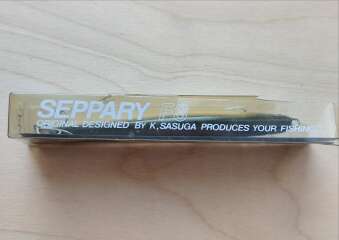 SEPPARY
ORIGINAL DESIGNED BY K,SASUGA PRODUCES YOUR FISHING